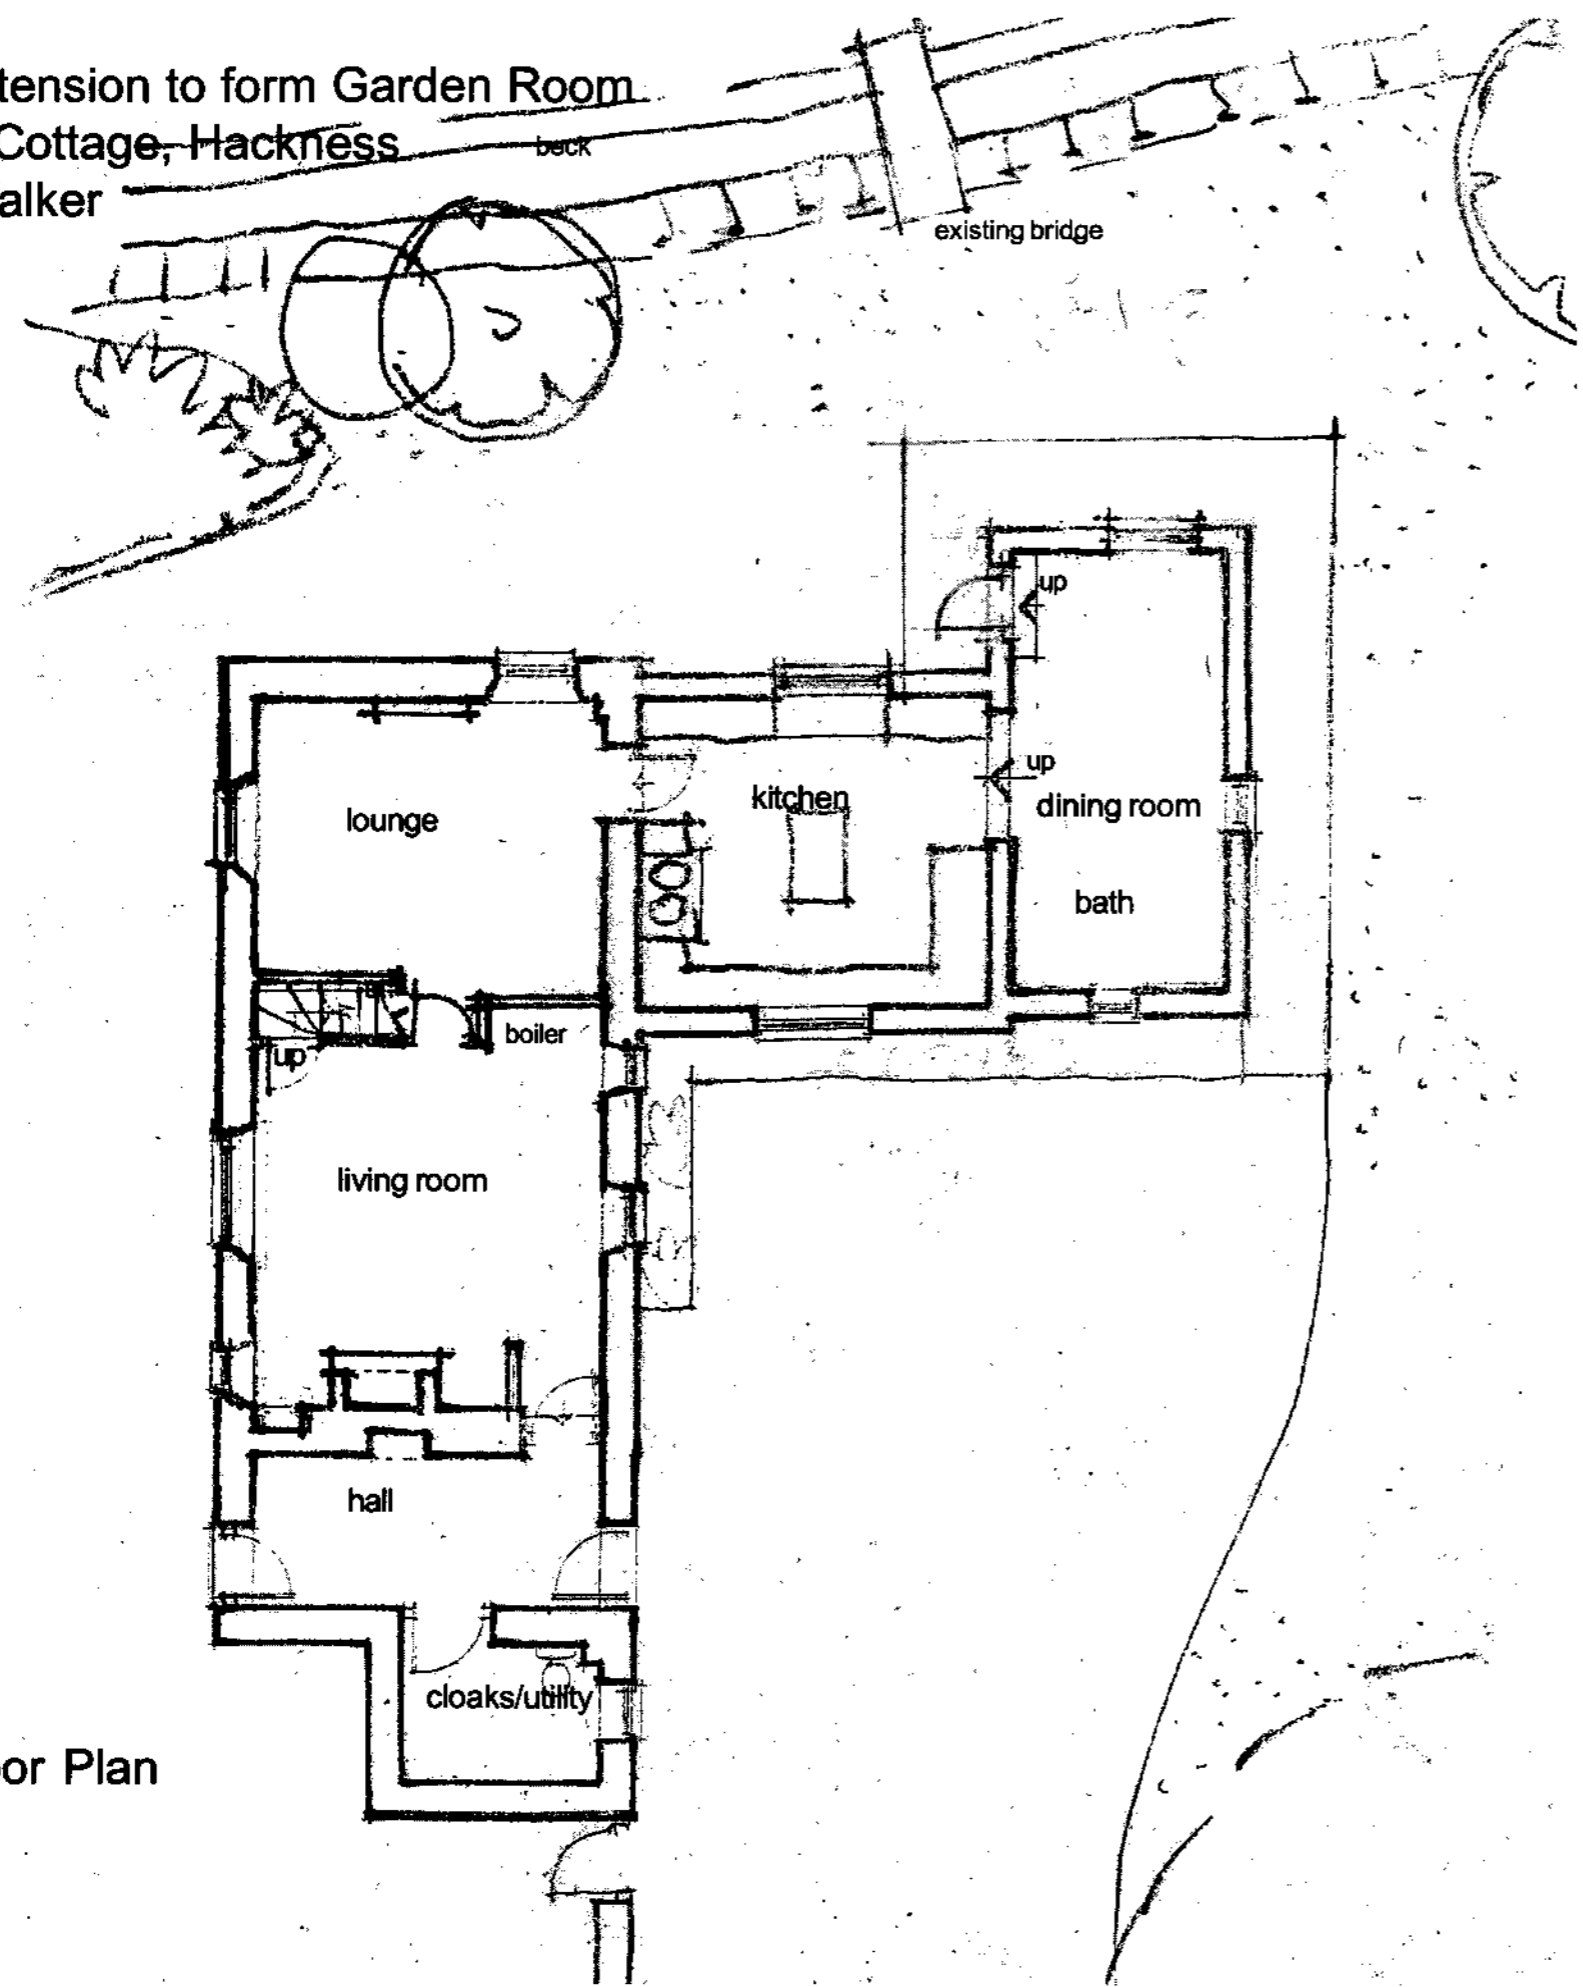 tension to form Garden Room
Cottage, Hackness
beck
alker
existing bridge
up
up
kitchen
dining room
lounge
bath
boiler
up
living room
hall
cloaks/utility
or Plan